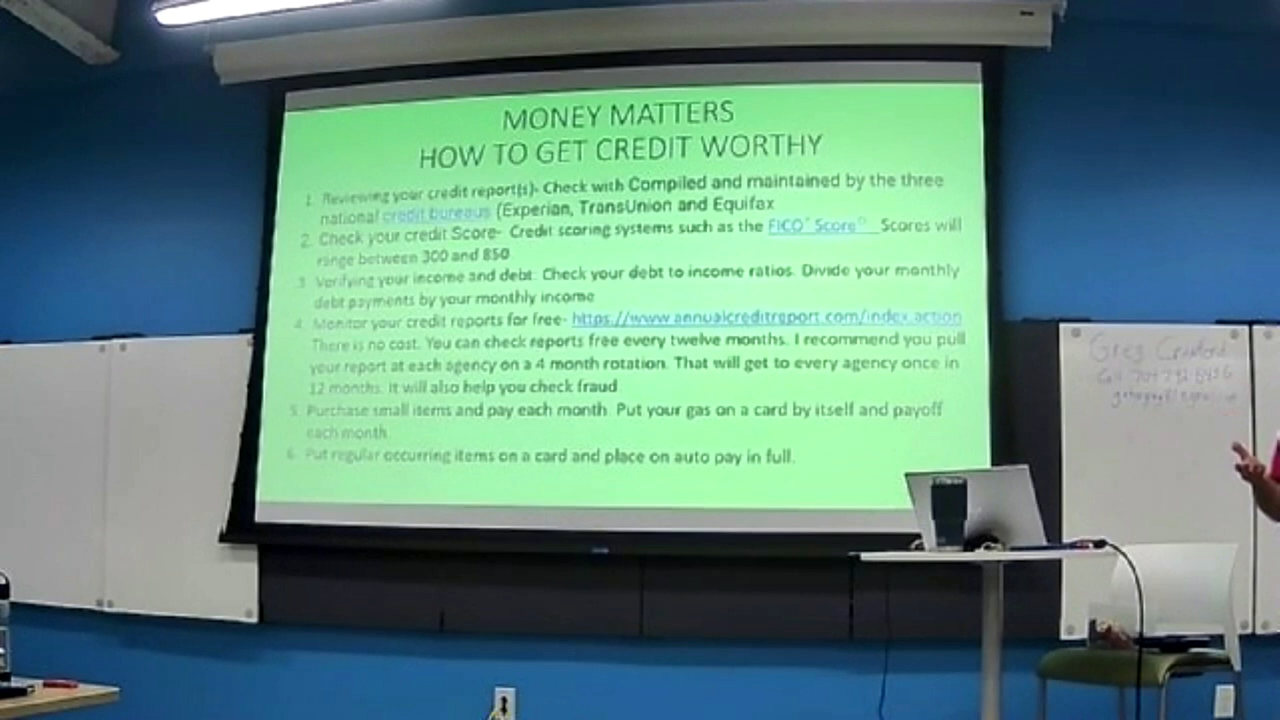 MONEY MATTERS
HOW TO GET CREDIT WORTHY
1. Reviewing your credit report(s)- Check with Compiled and maintained by the three
national credit bureaus (Experian, TransUnion and Equifax
2. Check your credit Score- Credit scoring systems such as the FICO® Score® Scores will
range between 300 and 850
3. Verifying your income and debt: Check your debt to income ratios. Divide your monthly
debt payments by your monthly income
4. Monitor your credit reports for free- https://www.annualcreditreport.com/index.action
There is no cost. You can check reports free every twelve months. I recommend you pull
your report at each agency on a 4 month rotation. That will get to every agency once in
12 months. It will also help you check fraud
5. Purchase small items and pay each month. Put your gas on a card by itself and payoff
each month
6. Put regular occurring items on a card and place on auto pay in full.
Greg